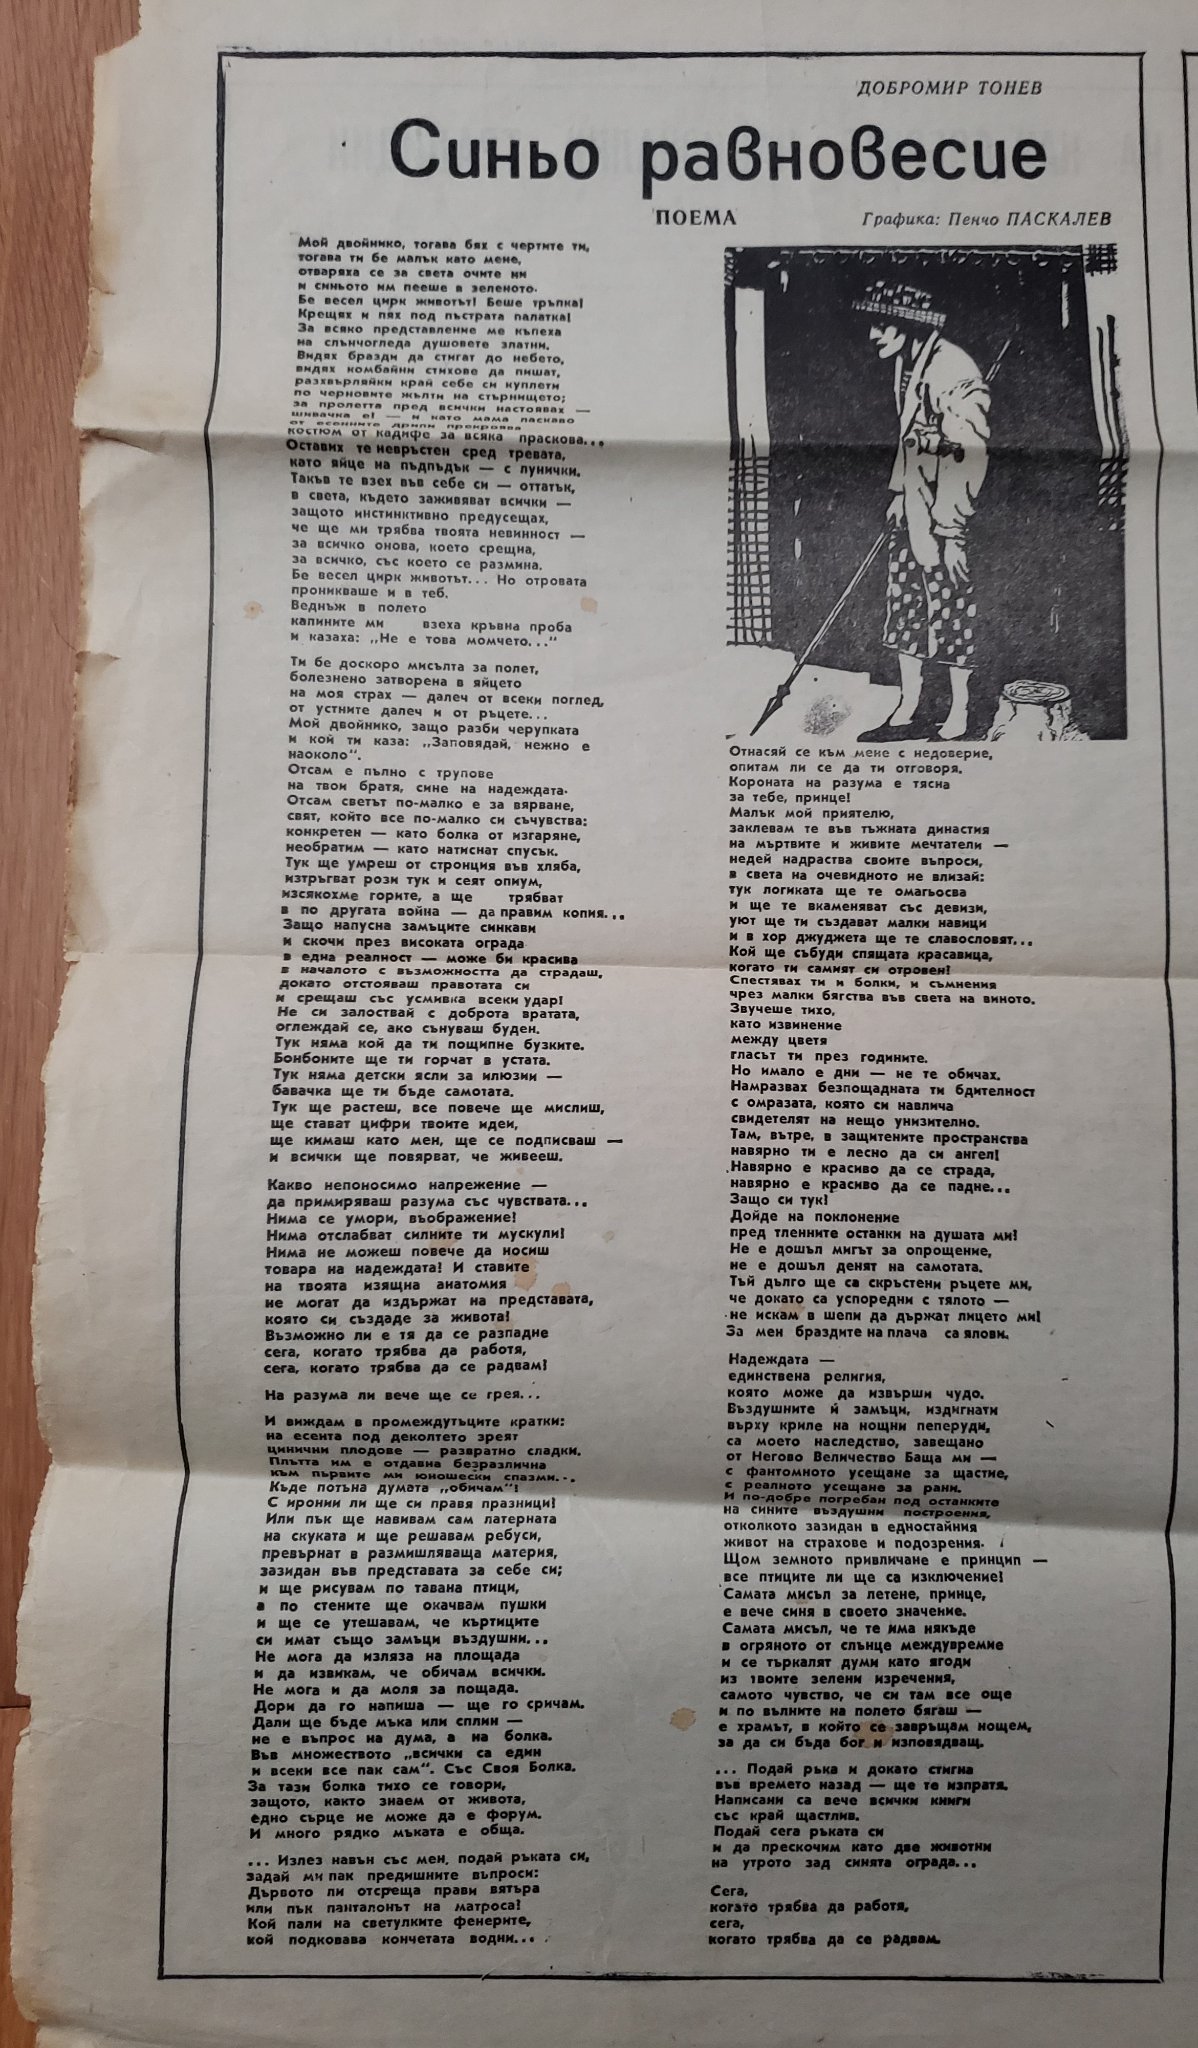 ДОБРОМИР ТОНЕВ
Синьо равновесие
ПОЕМА
Графика: Пенчо ПАСКАЛЕВ
Мой двойнико, тогава бях с чертите ти,
тогава ти бе малък като мене,
отваряха се за света очите ни
и синьото им пееше в зеленото.
Бе весел цирк животът! Беше тръпка!
Крещях и пях под пъстрата палатка!
За всяко представление ме къпеха
на слънчогледа душовете златни.
Видях бразди да стигат до небето,
видях комбайни стихове да пишат,
разхвърляйки край себе си куплети
по черновите жълти на стърнището;
за пролетта пред всички настоявах —
шивачка е! — и като мама ласкаво
от есенните дрипи прекроява
костюм от кадифе за всяка праскова...
Оставих те невръстен сред тревата,
като яйце на пъдпъдък — с лунички.
Такъв те взех във себе си — оттатък,
в света, където заживяват всички —
защото инстинктивно предусещах,
че ще ми трябва твоята невинност —
за всичко онова, което срещна,
за всичко, със което се размина.
Бе весел цирк животът... Но отровата
проникваше и в теб.
Веднъж в полето
капините ми взеха кръвна проба
и казаха: „Не е това момчето..."
Ти бе доскоро мисълта за полет,
болезнено затворена в яйцето
на моя страх — далеч от всеки поглед,
от устните далеч и от ръцете...
Мой двойнико, защо разби черупката
и кой ти каза: „Заповядай, нежно е
наоколо".
Отсам е пълно с трупове
на твои братя, сине на надеждата.
Отсам светът по-малко е за вярване,
свят, който все по-малко си съчувства:
конкретен — като болка от изгаряне,
необратим — като натиснат спусък.
Тук ще умреш от стронция във хляба,
изтръгват рози тук и сеят опиум,
изсякохме горите, а ще трябват
в по другата война — да правим копия...
Защо напусна замъците синкави
и скочи през високата ограда
в една реалност — може би красива
в началото с възможността да страдаш,
докато отстояваш правотата си
и срещаш със усмивка всеки удар!
Не си залоствай с доброта вратата,
оглеждай се, ако сънуваш буден.
Тук няма кой да ти пощипне бузките.
Бонбоните ще ти горчат в устата.
Тук няма детски ясли за илюзии —
бавачка ще ти бъде самотата.
Тук ще растеш, все повече ще мислиш,
ще стават цифри твоите идеи,
ще кимаш като мен, ще се подписваш —
и всички ще повярват, че живееш.
Какво непоносимо напрежение —
да примиряваш разума със чувствата...
Нима се умори, въображение!
Нима отслабват силните ти мускули!
Нима не можеш повече да носиш
товара на надеждата! И ставите
на твоята изящна анатомия
не могат да издържат на представата,
която си създаде за живота!
Възможно ли е тя да се разпадне
сега, когато трябва да работя,
сега, когато трябва да се радвам!
На разума ли вече ще се грея...
И виждам в промеждутъците кратки:
на есента под деколтето зреят
цинични плодове — развратно сладки.
Плътта им е отдавна безразлична
към първите ми юношески спазми...
Къде потъна думата „обичам"!
С иронии ли ще си правя празници!
Или пък ще навивам сам латерната
на скуката и ще решавам ребуси,
превърнат в размишляваща материя,
зазидан във представата за себе си;
и ще рисувам по тавана птици,
а по стените ще окачвам пушки
и ще се утешавам, че къртиците
си имат също замъци въздушни...
Не мога да изляза на площада
и да извикам, че обичам всички.
Не мога и да моля за пощада.
Дори да го напиша — ще го сричам.
Дали ще бъде мъка или сплин —
не е въпрос на дума, а на болка.
Във множеството „всички са един
и всеки все пак сам". Със Своя Болка.
За тази болка тихо се говори,
защото, както знаем от живота,
едно сърце не може да е форум.
И много рядко мъката е обща.
... Излез навън със мен, подай ръката си,
задай ми пак предишните въпроси:
Дървото ли отсреща прави вятъра
или пък панталонът на матроса!
Кой пали на светулките фенерите,
кой подковава кончетата водни...
Отнасяй се към мене с недоверие,
опитам ли се да ти отговоря.
Короната на разума е тясна
за тебе, принце!
Малък мой приятелю,
заклевам те във тъжната династия
на мъртвите и живите мечтатели —
недей надраства своите въпроси,
в света на очевидното не влизай:
тук логиката ще те омагьосва
и ще те вкаменяват със девизи,
уют ще ти създават малки навици
и в хор джуджета ще те славословят...
Кой ще събуди спящата красавица,
когато ти самият си отровен!
Спестявах ти и болки, и съмнения
чрез малки бягства във света на виното.
Звучеше тихо,
като извинение
между цветя
гласът ти през годините.
Но имало е дни — не те обичах.
Намразвах безпощадната ти бдителност
с омразата, която си навлича
свидетелят на нещо унизително.
Там, вътре, в защитените пространства
навярно ти е лесно да си ангел!
Навярно е красиво да се страда,
навярно е красиво да се падне...
Защо си тук!
Дойде на поклонение
пред тленните останки на душата ми!
Не е дошъл мигът за опрощение,
не е дошъл денят на самотата.
Тъй дълго ще са скръстени ръцете ми,
че докато са успоредни с тялото —
не искам в шепи да държат лицето ми!
За мен браздите на плача са ялови.
Надеждата —
единствена религия,
която може да извърши чудо.
Въздушните ѝ замъци, издигнати
върху криле на нощни пеперуди,
са моето наследство, завещано
от Негово Величество Баща ми —
с фантомното усещане за щастие,
с реалното усещане за рани.
И по-добре погребан под останките
на сините въздушни построения,
отколкото зазидан в едностайния
живот на страхове и подозрения.
Щом земното привличане е принцип —
все птиците ли ще са изключение!
Самата мисъл за летене, принце,
е вече синя в своето значение.
Самата мисъл, че те има някъде
в огряното от слънце междувремие
и се търкалят думи като ягоди
из твоите зелени изречения,
самото чувство, че си там все още
и по вълните на полето бягаш —
е храмът, в който се завръщам нощем,
за да си бъда бог и изповядващ.
... Подай ръка и докато стигна
във времето назад — ще те изпратя.
Написани са вече всички книги
със край щастлив.
Подай сега ръката си
и да прескочим като две животни
на утрото зад синята ограда...
Сега,
когато трябва да работя,
сега,
когато трябва да се радвам.